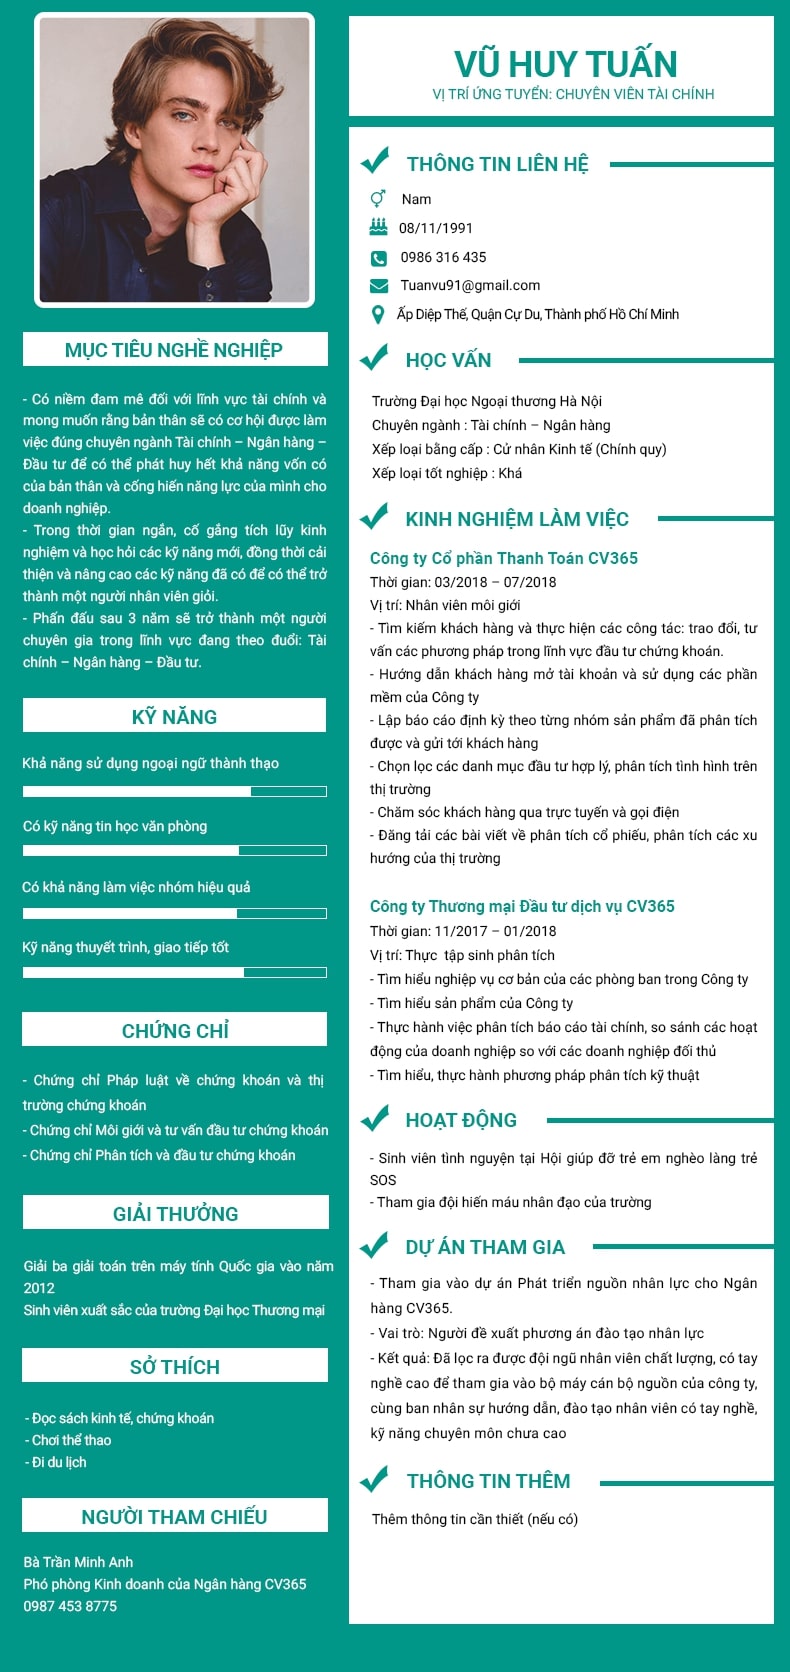 VŨ HUY TUẤN
VỊ TRÍ ỨNG TUYỂN: CHUYÊN VIÊN TÀI CHÍNH
MỤC TIÊU NGHỀ NGHIỆP
- Có niềm đam mê đối với lĩnh vực tài chính và
mong muốn rằng bản thân sẽ có cơ hội được làm
việc đúng chuyên ngành Tài chính – Ngân hàng –
Đầu tư để có thể phát huy hết khả năng vốn có
của bản thân và cống hiến năng lực của mình cho
doanh nghiệp.
- Trong thời gian ngắn, cố gắng tích lũy kinh
nghiệm và học hỏi các kỹ năng mới, đồng thời cải
thiện và nâng cao các kỹ năng đã có để có thể trở
thành một người nhân viên giỏi.
- Phấn đấu sau 3 năm sẽ trở thành một người
chuyên gia trong lĩnh vực đang theo đuổi: Tài
chính – Ngân hàng – Đầu tư.
KỸ NĂNG
Khả năng sử dụng ngoại ngữ thành thạo
Có kỹ năng tin học văn phòng
Có khả năng làm việc nhóm hiệu quả
Kỹ năng thuyết trình, giao tiếp tốt
CHỨNG CHỈ
- Chứng chỉ Pháp luật về chứng khoán và thị
trường chứng khoán
- Chứng chỉ Môi giới và tư vấn đầu tư chứng khoán
- Chứng chỉ Phân tích và đầu tư chứng khoán
GIẢI THƯỞNG
Giải ba giải toán trên máy tính Quốc gia vào năm
2012
Sinh viên xuất sắc của trường Đại học Thương mại
SỞ THÍCH
- Đọc sách kinh tế, chứng khoán
- Chơi thể thao
- Đi du lịch
NGƯỜI THAM CHIẾU
Bà Trần Minh Anh
Phó phòng Kinh doanh của Ngân hàng CV365
0987 453 8775
THÔNG TIN LIÊN HỆ
Nam
08/11/1991
0986 316 435
Tuanvu91@gmail.com
Ấp Diệp Thế, Quận Cự Du, Thành phố Hồ Chí Minh
HỌC VẤN
Trường Đại học Ngoại thương Hà Nội
Chuyên ngành : Tài chính – Ngân hàng
Xếp loại bằng cấp : Cử nhân Kinh tế (Chính quy)
Xếp loại tốt nghiệp : Khá
KINH NGHIỆM LÀM VIỆC
Công ty Cổ phần Thanh Toán CV365
Thời gian: 03/2018 – 07/2018
Vị trí: Nhân viên môi giới
- Tìm kiếm khách hàng và thực hiện các công tác: trao đổi, tư
vấn các phương pháp trong lĩnh vực đầu tư chứng khoán.
- Hướng dẫn khách hàng mở tài khoản và sử dụng các phần
mềm của Công ty
- Lập báo cáo định kỳ theo từng nhóm sản phẩm đã phân tích
được và gửi tới khách hàng
- Chọn lọc các danh mục đầu tư hợp lý, phân tích tình hình trên
thị trường
- Chăm sóc khách hàng qua trực tuyến và gọi điện
- Đăng tải các bài viết về phân tích cổ phiếu, phân tích các xu
hướng của thị trường
Công ty Thương mại Đầu tư dịch vụ CV365
Thời gian: 11/2017 – 01/2018
Vị trí: Thực tập sinh phân tích
- Tìm hiểu nghiệp vụ cơ bản của các phòng ban trong Công ty
- Tìm hiểu sản phẩm của Công ty
- Thực hành việc phân tích báo cáo tài chính, so sánh các hoạt
động của doanh nghiệp so với các doanh nghiệp đối thủ
- Tìm hiểu, thực hành phương pháp phân tích kỹ thuật
HOẠT ĐỘNG
- Sinh viên tình nguyện tại Hội giúp đỡ trẻ em nghèo làng trẻ
SOS
- Tham gia đội hiến máu nhân đạo của trường
DỰ ÁN THAM GIA
- Tham gia vào dự án Phát triển nguồn nhân lực cho Ngân
hàng CV365.
- Vai trò: Người đề xuất phương án đào tạo nhân lực
- Kết quả: Đã lọc ra được đội ngũ nhân viên chất lượng, có tay
nghề cao để tham gia vào bộ máy cán bộ nguồn của công ty,
cùng ban nhân sự hướng dẫn, đào tạo nhân viên có tay nghề,
kỹ năng chuyên môn chưa cao
THÔNG TIN THÊM
Thêm thông tin cần thiết (nếu có)